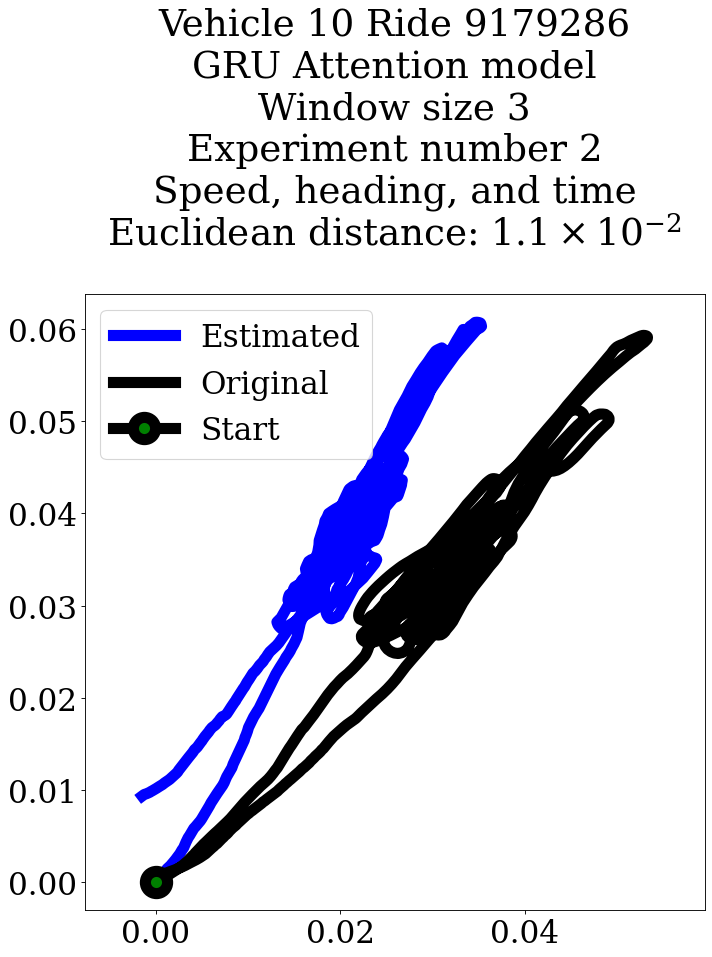 Vehicle 10 Ride 9179286
GRU Attention model
Window size 3
Experiment number 2
Speed, heading, and time
Euclidean distance: 1.1 × 10⁻²
Estimated
Original
Start
0.06
0.05
0.04
0.03
0.02
0.01
0.00
0.00 0.02 0.04